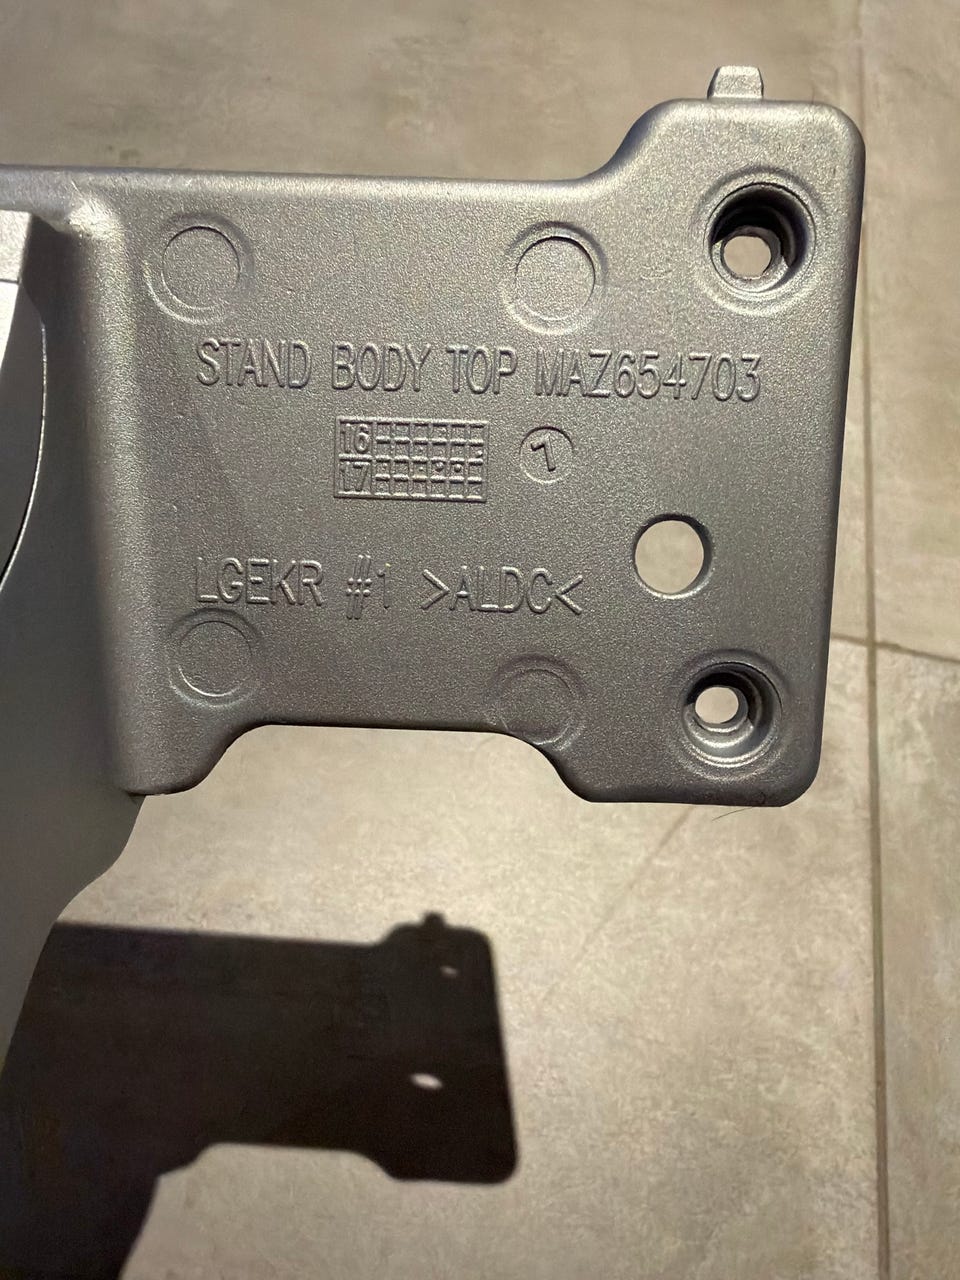 STAND BODY TOP MAZ654703
16
7
17
LGEKR #1 >ALDC<